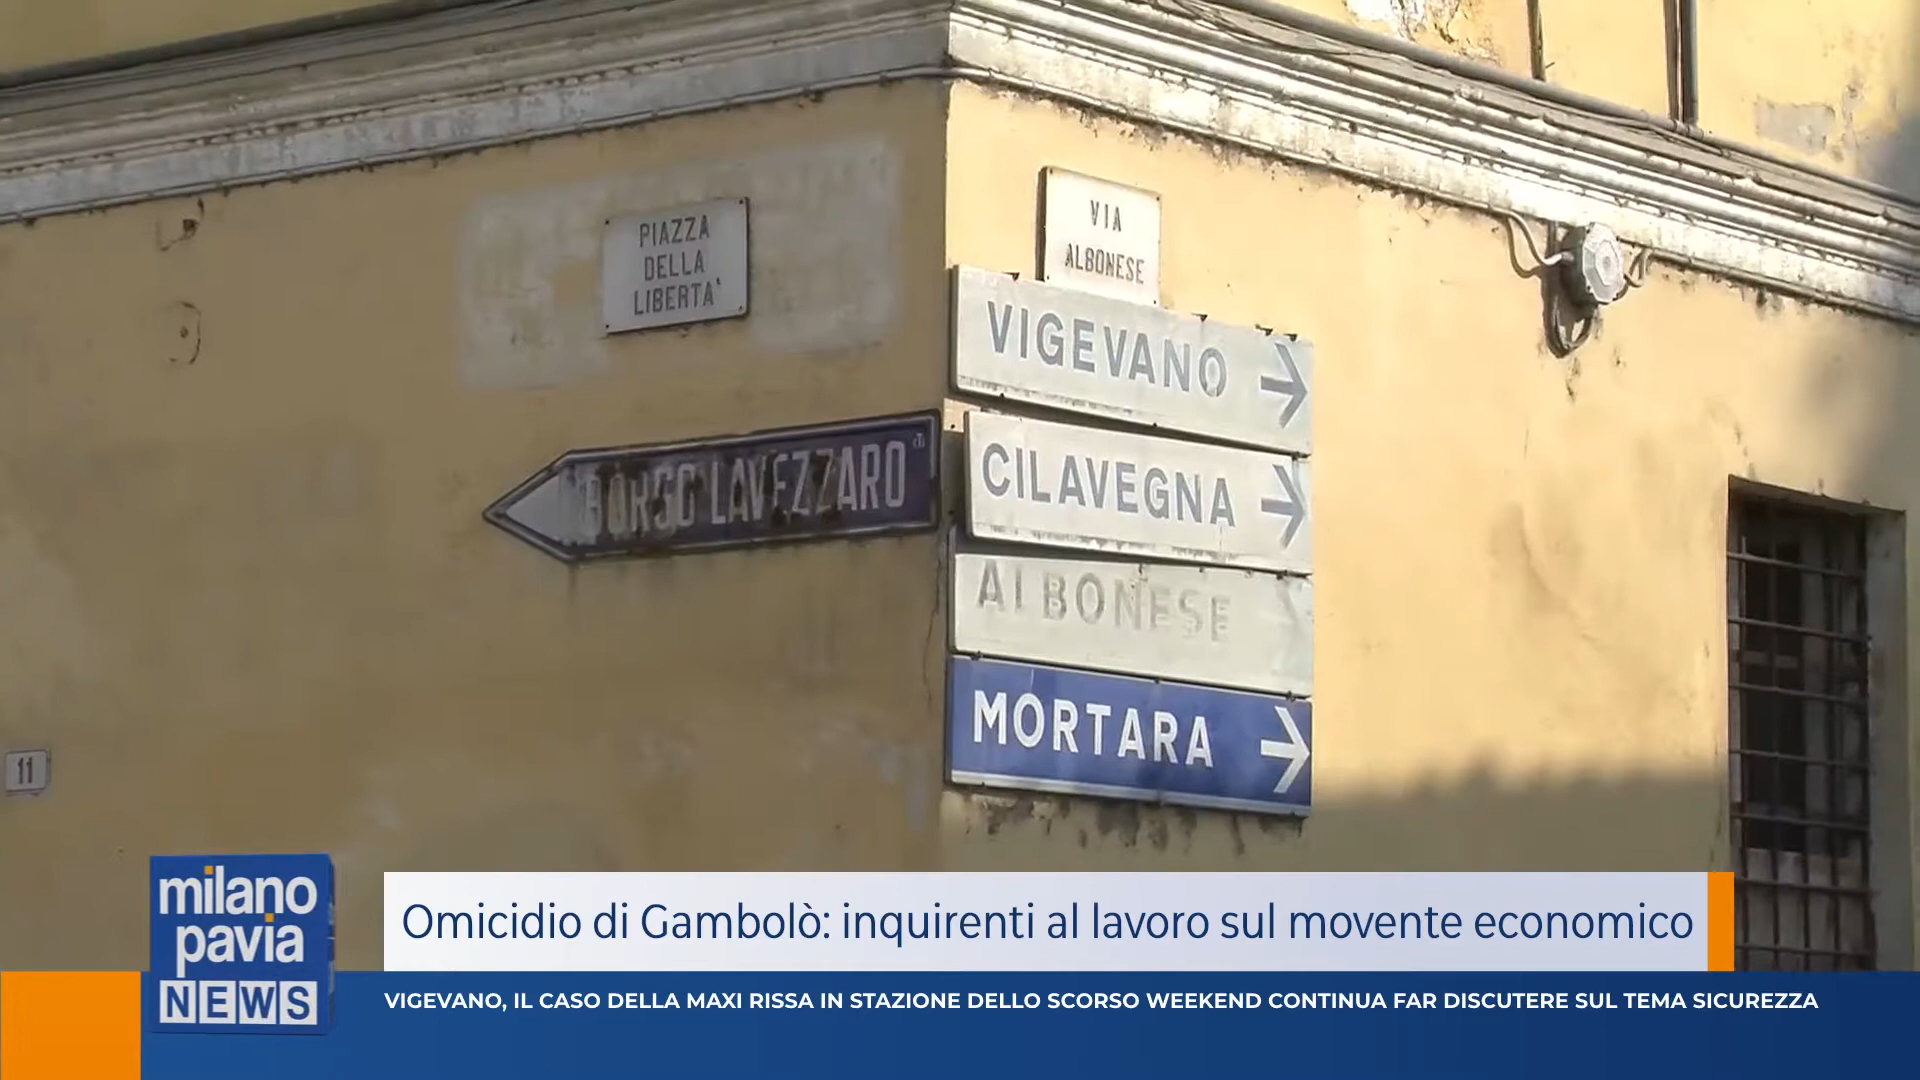 PIAZZA
DELLA
LIBERTA'
VIA
ALBONESE
VIGEVANO
CILAVEGNA
BORGO LAVEZZARO
ALBONESE
MORTARA
11
Omicidio di Gambolò: inquirenti al lavoro sul movente economico
milano
pavia
NEWS
VIGEVANO, IL CASO DELLA MAXI RISSA IN STAZIONE DELLO SCORSO WEEKEND CONTINUA FAR DISCUTERE SUL TEMA SICUREZZA